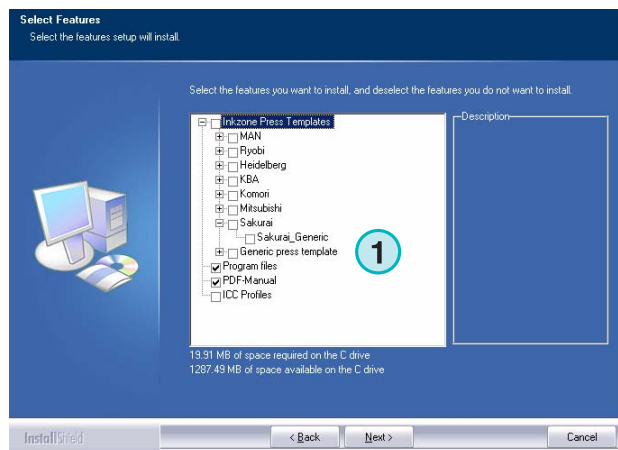 Select Features
Select the features setup will install.
Select the features you want to install, and deselect the features you do not want to install.
Inkzone Press Templates
Description
MAN
Ryobi
Heidelberg
KBA
Komori
Mitsubishi
Sakurai
Sakurai_Generic
Generic press template
1
Program files
PDF-Manual
ICC Profiles
19.91 MB of space required on the C drive
1287.49 MB of space available on the C drive
InstallShield
< Back
Next >
Cancel